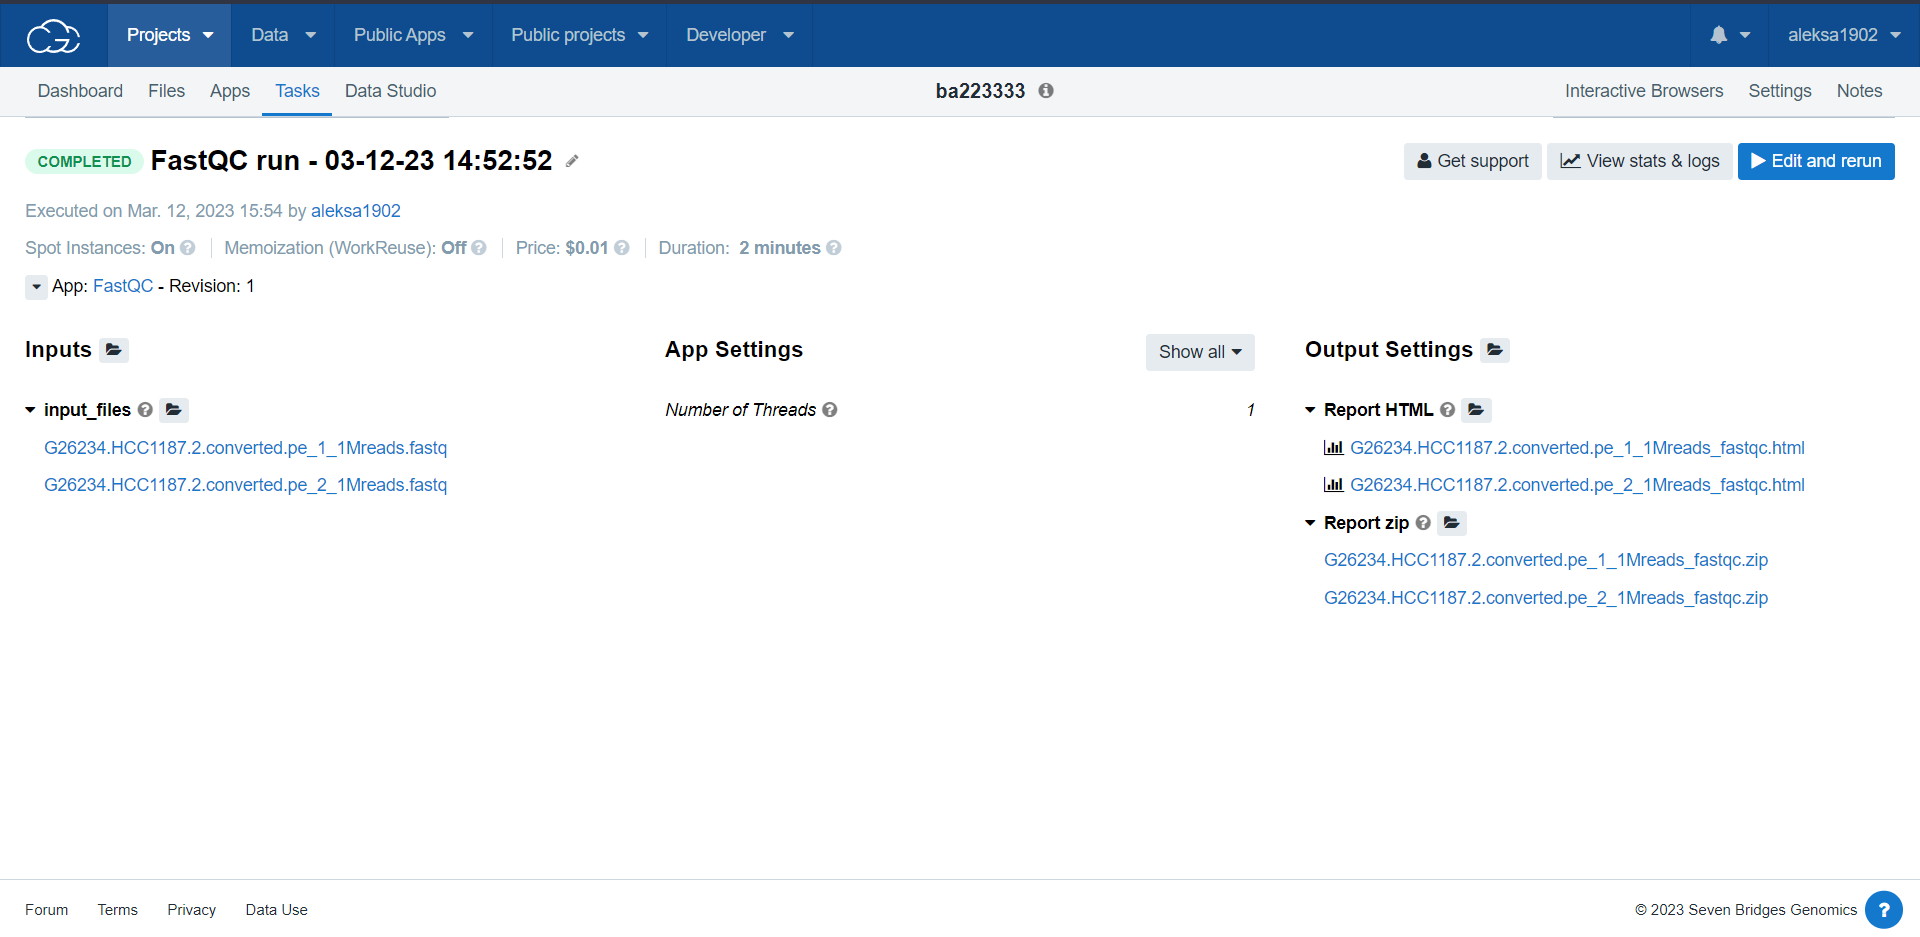 Projects Data Public Apps Public projects Developer aleksa1902
Dashboard Files Apps Tasks Data Studio ba223333 Interactive Browsers Settings Notes
COMPLETED FastQC run - 03-12-23 14:52:52 Get support View stats & logs Edit and rerun
Executed on Mar. 12, 2023 15:54 by aleksa1902
Spot Instances: On ? Memoization (WorkReuse): Off ? Price: $0.01 ? Duration: 2 minutes ?
App: FastQC - Revision: 1
Inputs
input_files ?
G26234.HCC1187.2.converted.pe_1_1Mreads.fastq
G26234.HCC1187.2.converted.pe_2_1Mreads.fastq
App Settings Show all
Number of Threads ? 1
Output Settings
Report HTML ?
G26234.HCC1187.2.converted.pe_1_1Mreads_fastqc.html
G26234.HCC1187.2.converted.pe_2_1Mreads_fastqc.html
Report zip ?
G26234.HCC1187.2.converted.pe_1_1Mreads_fastqc.zip
G26234.HCC1187.2.converted.pe_2_1Mreads_fastqc.zip
Forum Terms Privacy Data Use © 2023 Seven Bridges Genomics ?